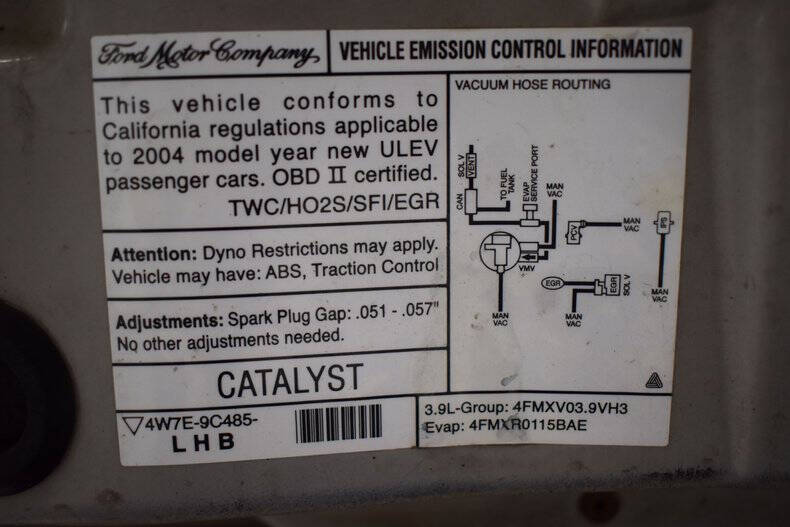 Ford Motor Company,
VEHICLE EMISSION CONTROL INFORMATION
This vehicle conforms to
California regulations applicable
to 2004 model year new ULEV
passenger cars. OBD II certified.
TWC/HO2S/SFI/EGR
Attention: Dyno Restrictions may apply.
Vehicle may have: ABS, Traction Control
Adjustments: Spark Plug Gap: .051 - .057"
No other adjustments needed.
CATALYST
4W7E-9C485-
LHB
VACUUM HOSE ROUTING
SOL V
VENT
CAN
TO FUEL
TANK
EVAP
SERVICE PORT
MAN
VAC
VMV
MAN
VAC
PCV
MAN
VAC
IPS
MAN
VAC
EGR
EGR
SOL V
MAN
VAC
3.9L-Group: 4FMXV03.9VH3
Evap: 4FMXR0115BAE